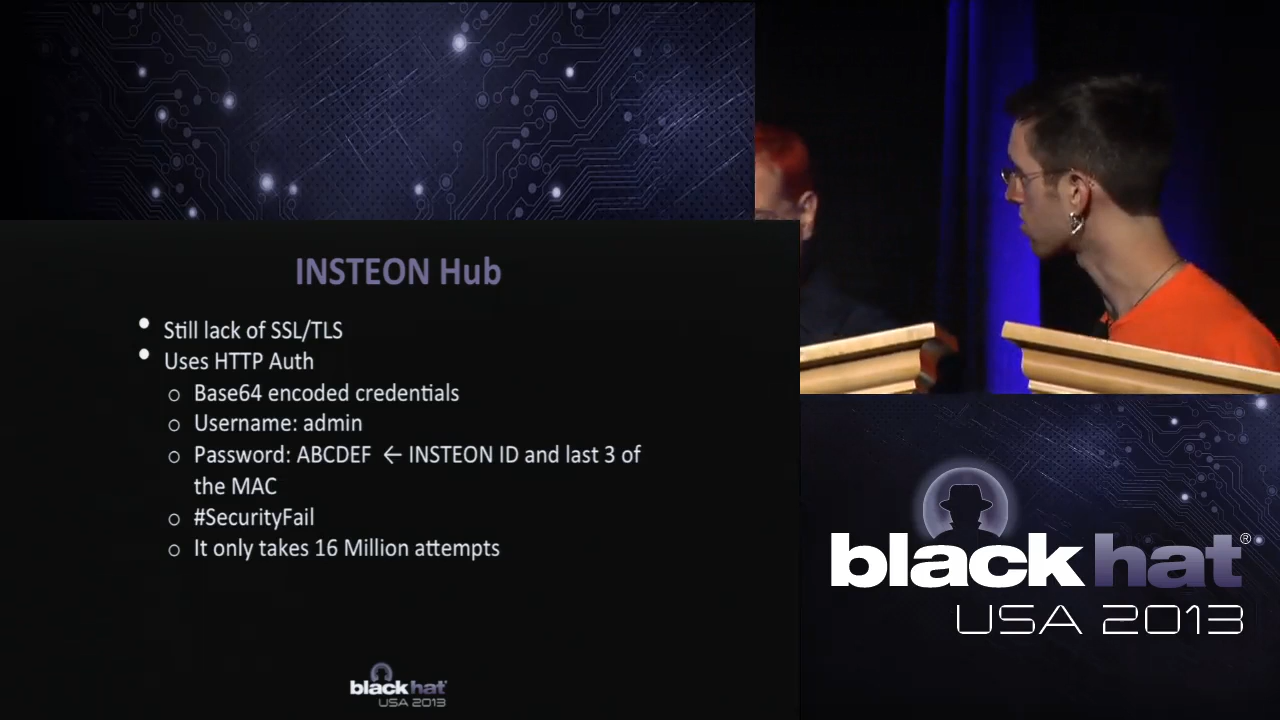 INSTEON Hub
• Still lack of SSL/TLS
• Uses HTTP Auth
o Base64 encoded credentials
o Username: admin
o Password: ABCDEF ← INSTEON ID and last 3 of
the MAC
o #SecurityFail
o It only takes 16 Million attempts
black hat
USA 2013
black hat®
USA 2013